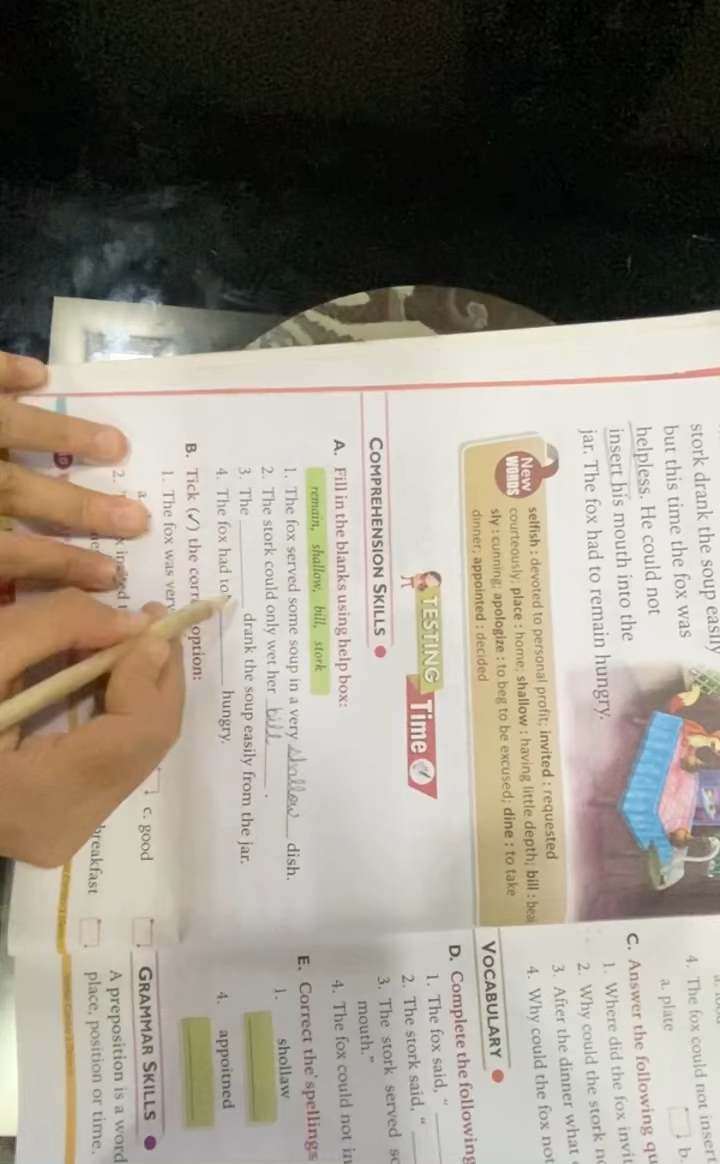 stork drank the soup easily
but this time the fox was
helpless. He could not
insert his mouth into the
jar. The fox had to remain hungry.
New WORDS
selfish : devoted to personal profit; invited : requested
courteously; place : home; shallow : having little depth; bill : bea
sly : cunning; apologize : to beg to be excused; dine : to take
dinner; appointed : decided
TESTING Time
COMPREHENSION SKILLS
A. Fill in the blanks using help box:
remain, shallow, bill, stork
1. The fox served some soup in a very shallow dish.
2. The stork could only wet her bill.
3. The ______ drank the soup easily from the jar.
4. The fox had to ______ hungry.
B. Tick (✓) the corr option:
1. The fox was very
a. c. good
2.
breakfast
4. The fox could not insert
a. plate b.
C. Answer the following qu
1. Where did the fox invi
2. Why could the stork n
3. After the dinner what
4. Why could the fox not
VOCABULARY
D. Complete the following
1. The fox said, "
2. The stork said, "
3. The stork served so
mouth."
4. The fox could not in
E. Correct the spellings
1. shollaw
4. appoitned
GRAMMAR SKILLS
A preposition is a word
place, position or time.